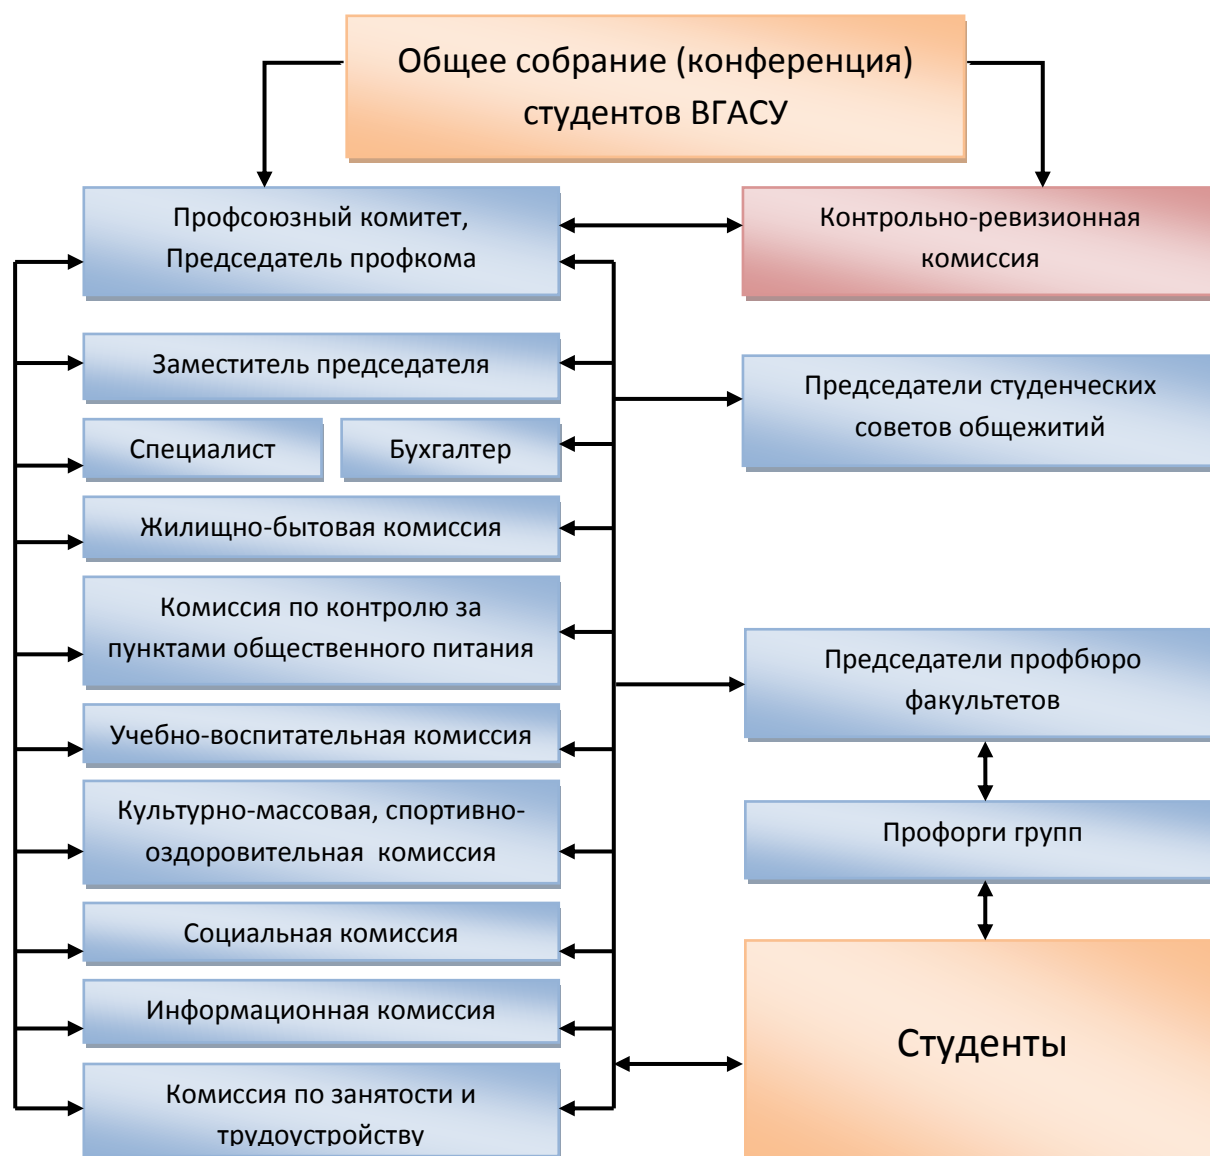 Общее собрание (конференция)
студентов ВГАСУ
Профсоюзный комитет,
Председатель профкома
Контрольно-ревизионная
комиссия
Заместитель председателя
Председатели студенческих
советов общежитий
Специалист
Бухгалтер
Жилищно-бытовая комиссия
Комиссия по контролю за
пунктами общественного питания
Председатели профбюро
факультетов
Учебно-воспитательная комиссия
Культурно-массовая, спортивно-
оздоровительная комиссия
Профорги групп
Социальная комиссия
Информационная комиссия
Студенты
Комиссия по занятости и
трудоустройству